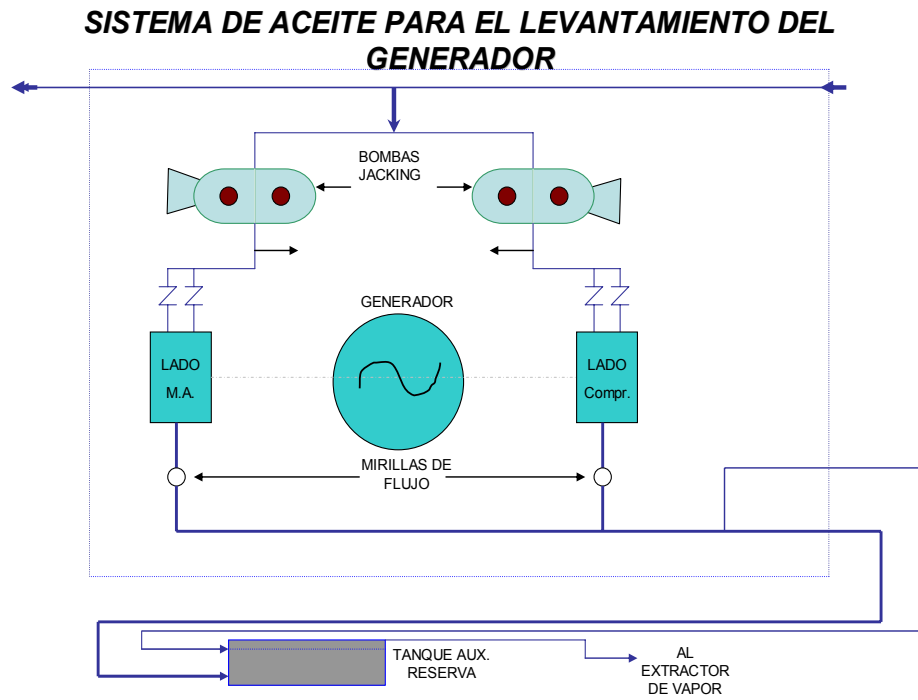 SISTEMA DE ACEITE PARA EL LEVANTAMIENTO DEL
GENERADOR
BOMBAS
JACKING
GENERADOR
LADO
M.A.
LADO
Compr.
MIRILLAS DE
FLUJO
TANQUE AUX.
RESERVA
AL
EXTRACTOR
DE VAPOR